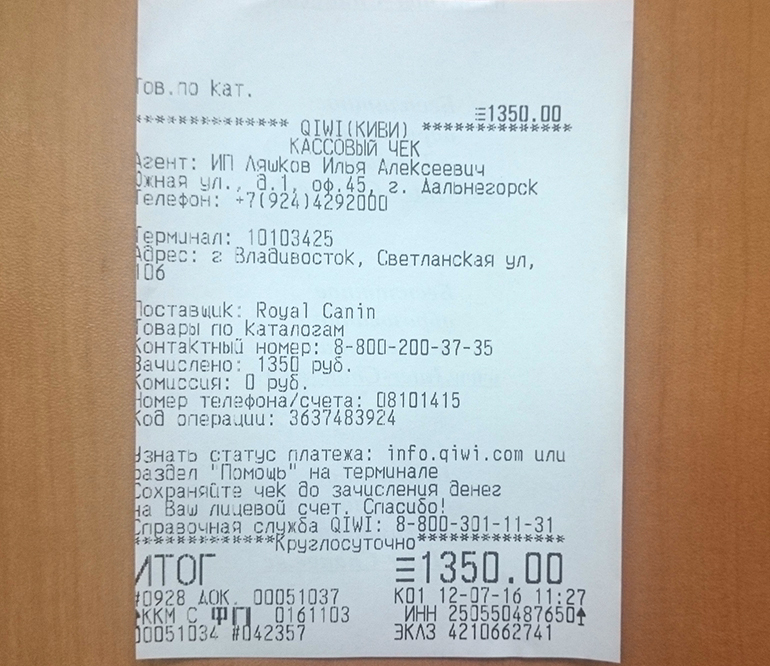 Тов.по кат.
≡1350.00
************* QIWI(КИВИ) *************
КАССОВЫЙ ЧЕК
Агент: ИП Ляшков Илья Алексеевич
Южная ул., д.1, оф.45, г. Дальнегорск
Телефон: +7(924)4292000
Терминал: 10103425
Адрес: г Владивосток, Светланская ул,
106
Поставщик: Royal Canin
Товары по каталогам
Контактный номер: 8-800-200-37-35
Зачислено: 1350 руб.
Комиссия: 0 руб.
Номер телефона/счета: 08101415
Код операции: 3637483924
Узнать статус платежа: info.qiwi.com или
раздел "Помощь" на терминале
Сохраняйте чек до зачисления денег
на Ваш лицевой счет. Спасибо!
Справочная служба QIWI: 8-800-301-11-31
************Круглосуточно*************
ИТОГ ≡1350.00
#0928 ДОК. 00051037 К01 12-07-16 11:27
ККМ С ФП 0161103 ИНН 250550487650
00051034 #042357 ЭКЛЗ 4210662741